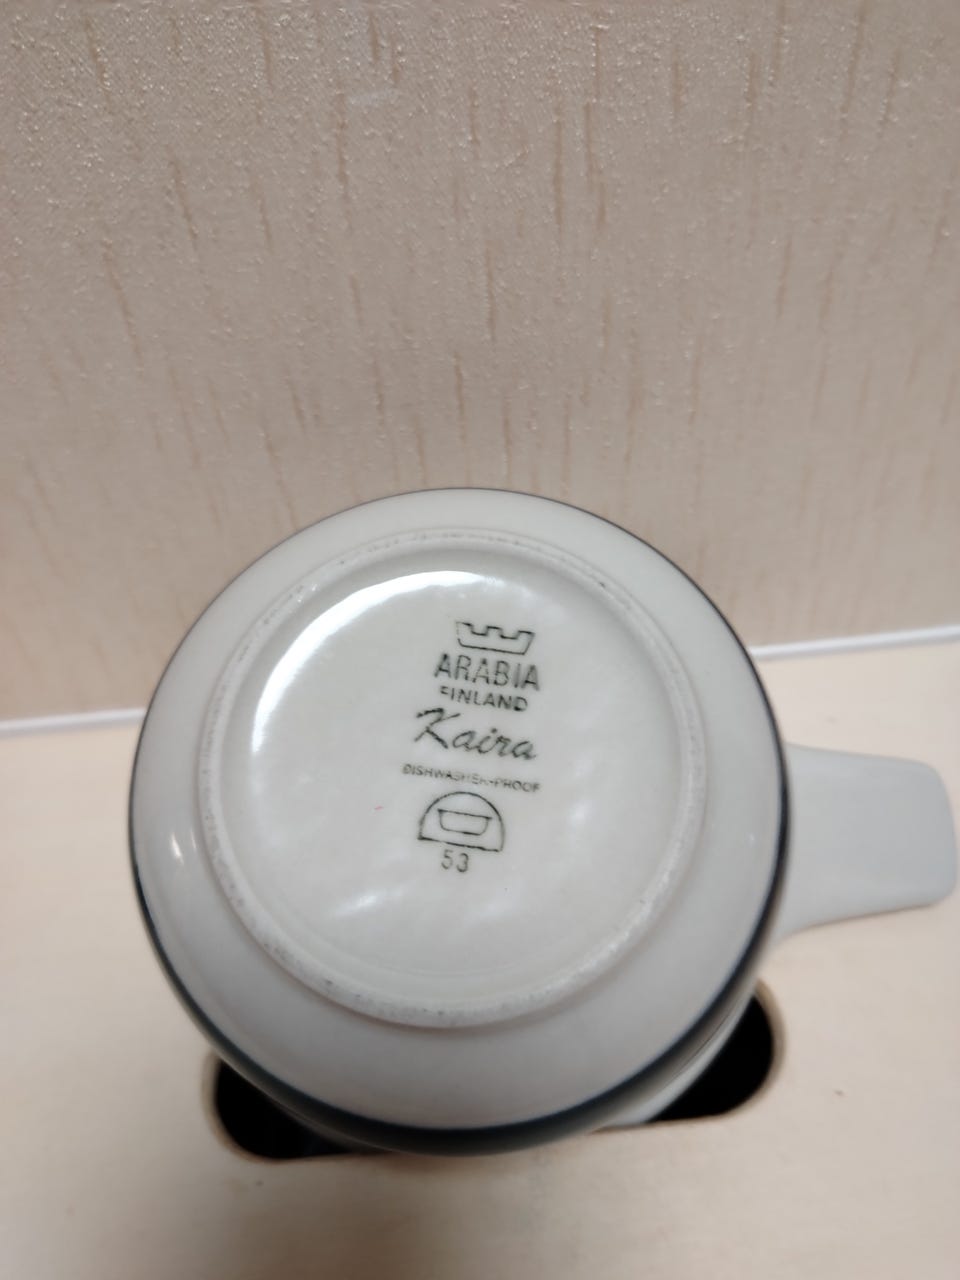 ARABIA
FINLAND
Kaira
DISHWASHER-PROOF
53